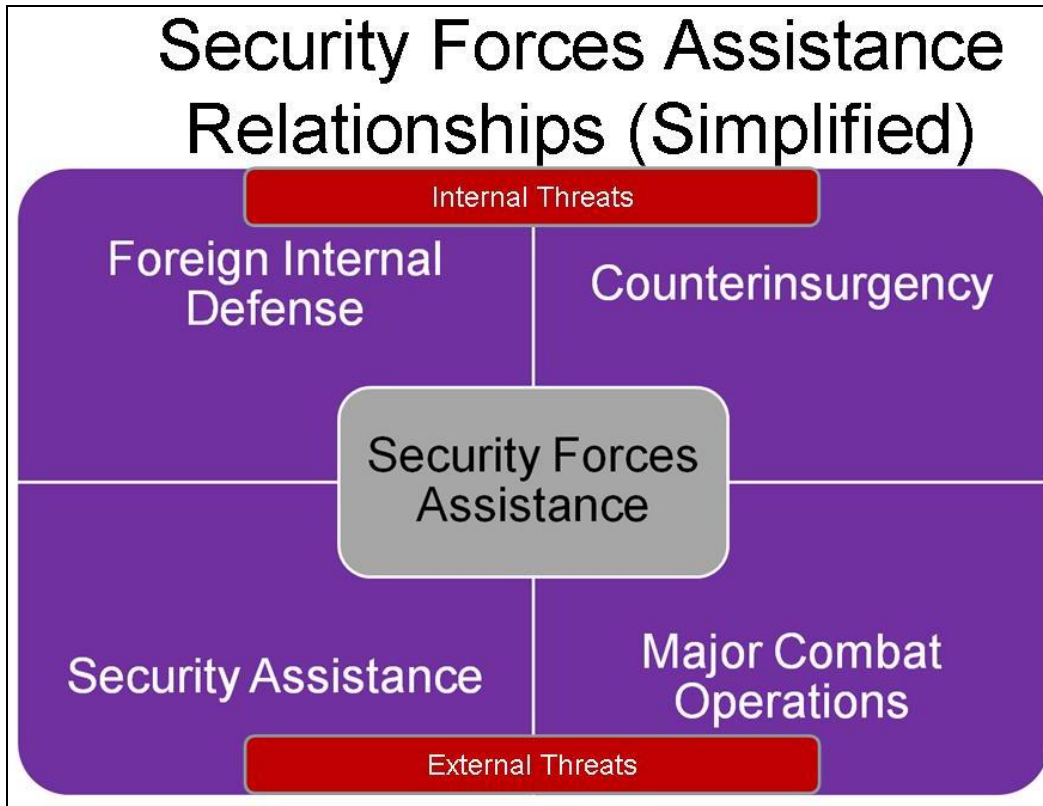 Security Forces Assistance
Relationships (Simplified)
Internal Threats
Foreign Internal
Defense
Counterinsurgency
Security Forces
Assistance
Security Assistance
Major Combat
Operations
External Threats